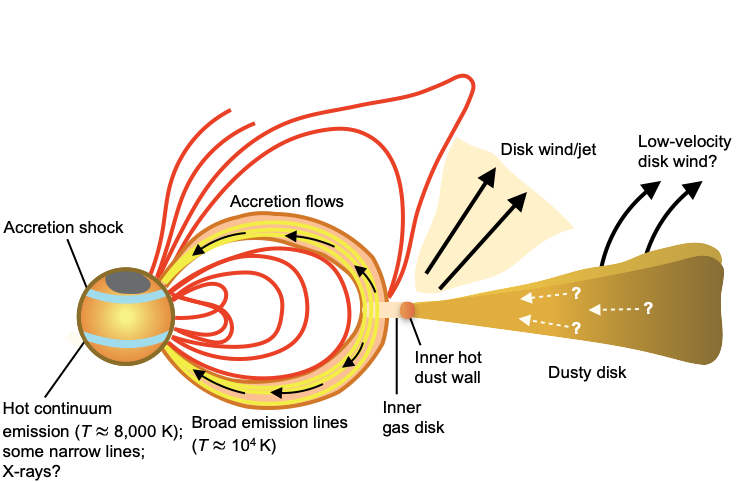 Disk wind/jet
Low-velocity
disk wind?
Accretion flows
Accretion shock
?
?
?
Inner hot
dust wall
Dusty disk
Inner
gas disk
Hot continuum
emission (T ≈ 8,000 K);
some narrow lines;
X-rays?
Broad emission lines
(T ≈ 10⁴ K)